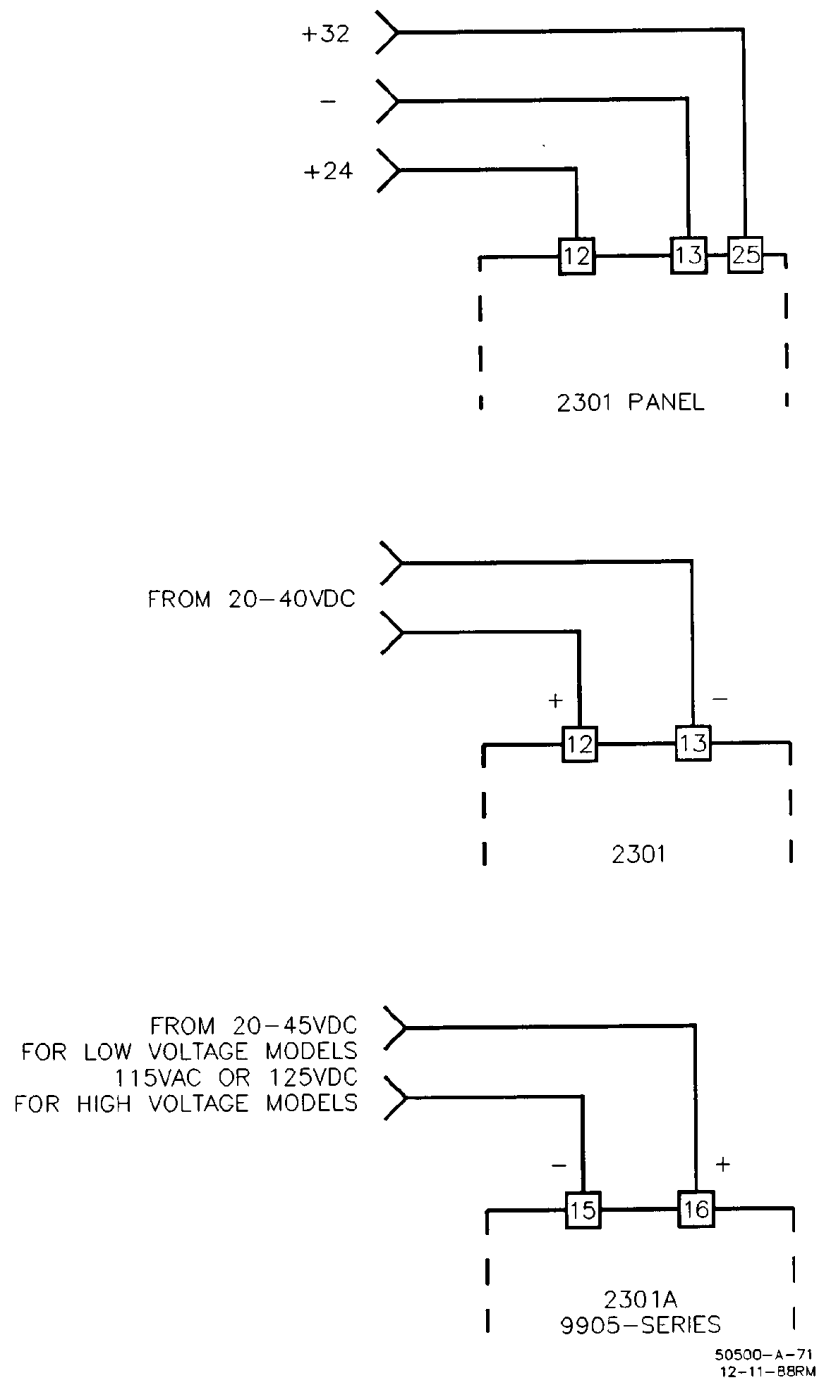 +32
-
+24
12 13 25
2301 PANEL
FROM 20-40VDC
+ -
12 13
2301
FROM 20-45VDC
FOR LOW VOLTAGE MODELS
115VAC OR 125VDC
FOR HIGH VOLTAGE MODELS
- +
15 16
2301A
9905-SERIES
50500-A-71
12-11-88RM